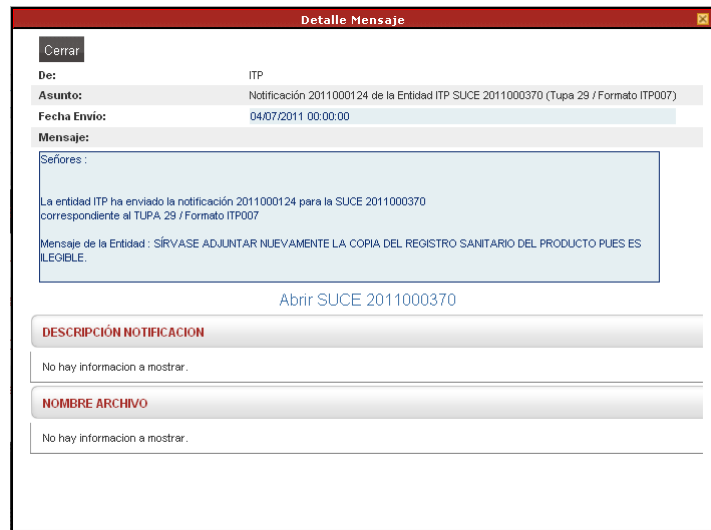 Detalle Mensaje
Cerrar
De: ITP
Asunto: Notificación 2011000124 de la Entidad ITP SUCE 2011000370 (Tupa 29 / Formato ITP007)
Fecha Envío: 04/07/2011 00:00:00
Mensaje:
Señores :
La entidad ITP ha enviado la notificación 2011000124 para la SUCE 2011000370
correspondiente al TUPA 29 / Formato ITP007
Mensaje de la Entidad : SÍRVASE ADJUNTAR NUEVAMENTE LA COPIA DEL REGISTRO SANITARIO DEL PRODUCTO PUES ES
ILEGIBLE.
Abrir SUCE 2011000370
DESCRIPCIÓN NOTIFICACION
No hay informacion a mostrar.
NOMBRE ARCHIVO
No hay informacion a mostrar.